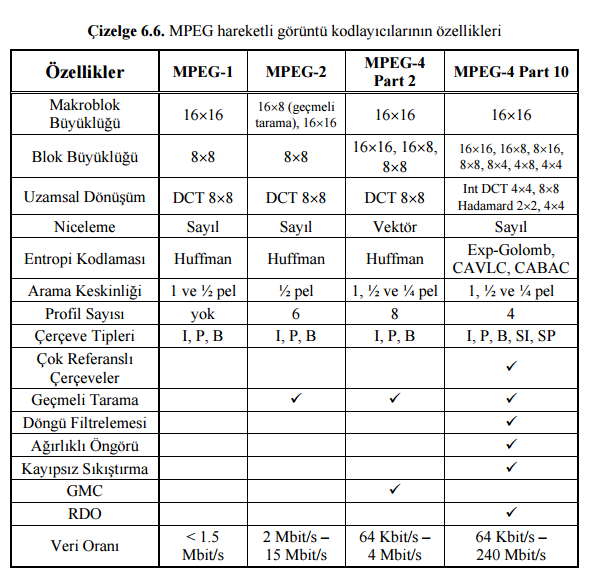 Çizelge 6.6. MPEG hareketli görüntü kodlayıcılarının özellikleri
Özellikler MPEG-1 MPEG-2 MPEG-4 Part 2 MPEG-4 Part 10
Makroblok Büyüklüğü 16×16 16×8 (geçmeli tarama), 16×16 16×16 16×16
Blok Büyüklüğü 8×8 8×8 16×16, 16×8, 8×8 16×16, 16×8, 8×16, 8×8, 8×4, 4×8, 4×4
Uzamsal Dönüşüm DCT 8×8 DCT 8×8 DCT 8×8 Int DCT 4×4, 8×8 Hadamard 2×2, 4×4
Niceleme Sayıl Sayıl Vektör Sayıl
Entropi Kodlaması Huffman Huffman Huffman Exp-Golomb, CAVLC, CABAC
Arama Keskinliği 1 ve ½ pel ½ pel 1, ½ ve ¼ pel 1, ½ ve ¼ pel
Profil Sayısı yok 6 8 4
Çerçeve Tipleri I, P, B I, P, B I, P, B I, P, B, SI, SP
Çok Referanslı Çerçeveler ✓
Geçmeli Tarama ✓ ✓ ✓
Döngü Filtrelemesi ✓
Ağırlıklı Öngörü ✓
Kayıpsız Sıkıştırma ✓
GMC ✓
RDO ✓
Veri Oranı < 1.5 Mbit/s 2 Mbit/s – 15 Mbit/s 64 Kbit/s – 4 Mbit/s 64 Kbit/s – 240 Mbit/s